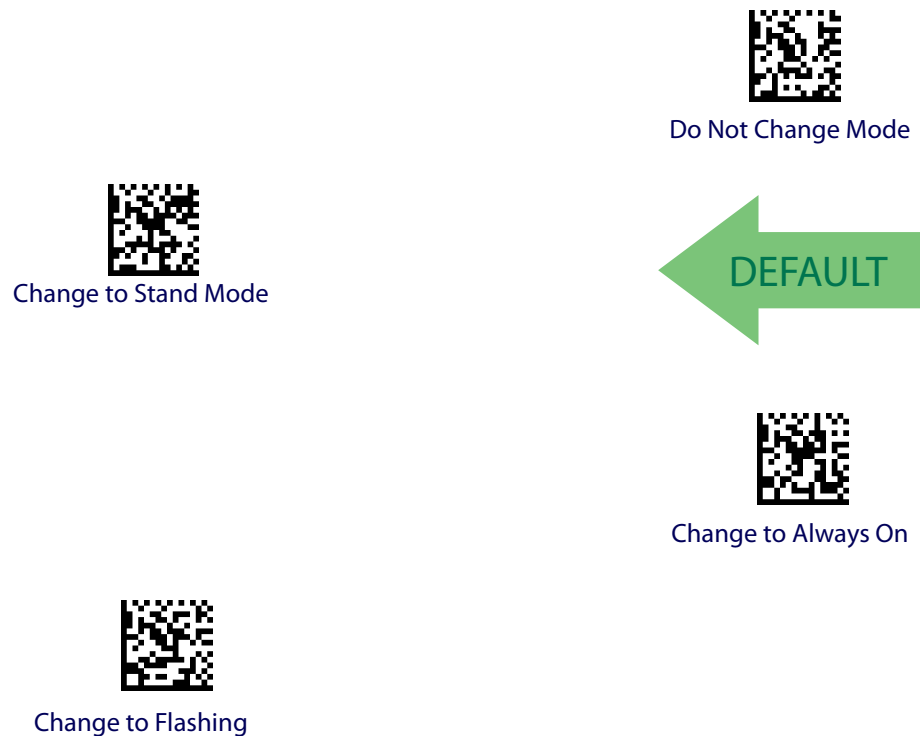 Do Not Change Mode
Change to Stand Mode
DEFAULT
Change to Always On
Change to Flashing